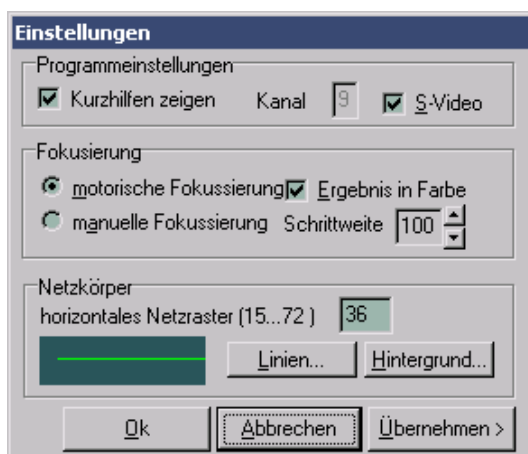 Einstellungen
Programmeinstellungen
Kurzhilfen zeigen Kanal 9 S-Video
Fokusierung
motorische Fokussierung Ergebnis in Farbe
manuelle Fokussierung Schrittweite 100
Netzkörper
horizontales Netzraster (15...72 ) 36
Linien... Hintergrund...
Ok Abbrechen Übernehmen >